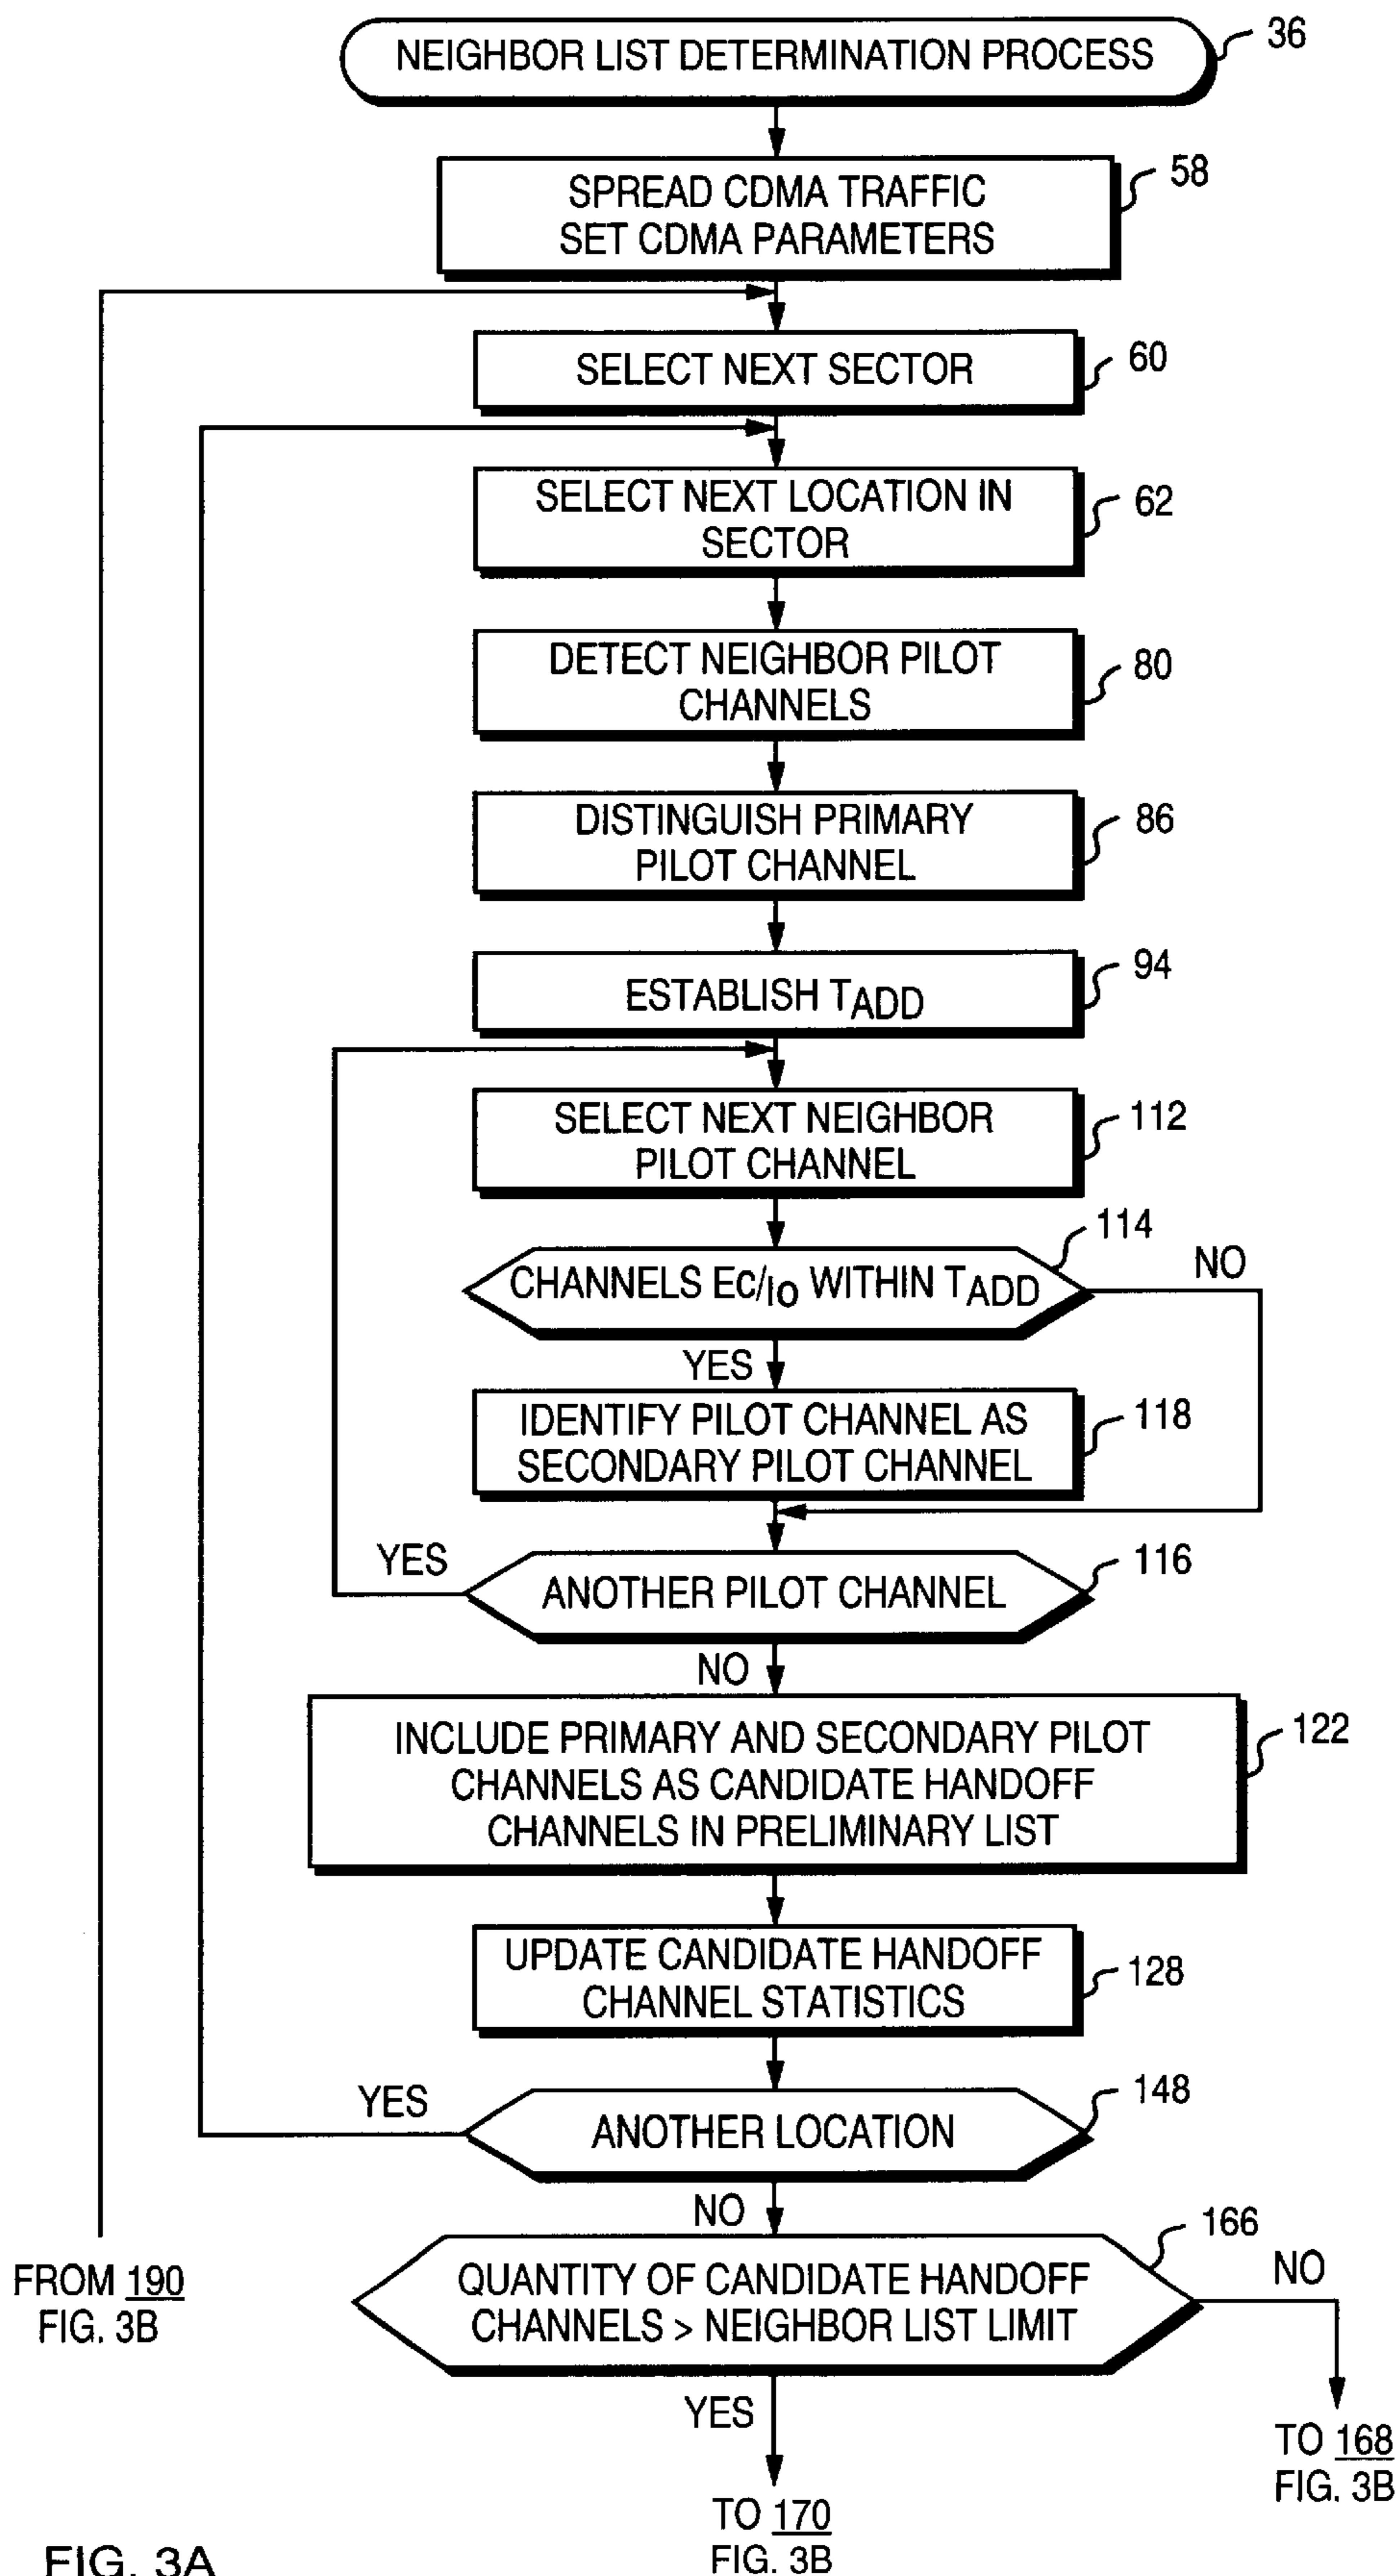 NEIGHBOR LIST DETERMINATION PROCESS
36
SPREAD CDMA TRAFFIC
SET CDMA PARAMETERS
58
SELECT NEXT SECTOR
60
SELECT NEXT LOCATION IN
SECTOR
62
DETECT NEIGHBOR PILOT
CHANNELS
80
DISTINGUISH PRIMARY
PILOT CHANNEL
86
ESTABLISH TADD
94
SELECT NEXT NEIGHBOR
PILOT CHANNEL
112
CHANNELS Ec/Io WITHIN TADD
114
NO
YES
IDENTIFY PILOT CHANNEL AS
SECONDARY PILOT CHANNEL
118
YES
ANOTHER PILOT CHANNEL
116
NO
INCLUDE PRIMARY AND SECONDARY PILOT
CHANNELS AS CANDIDATE HANDOFF
CHANNELS IN PRELIMINARY LIST
122
UPDATE CANDIDATE HANDOFF
CHANNEL STATISTICS
128
YES
ANOTHER LOCATION
148
NO
FROM 190
FIG. 3B
QUANTITY OF CANDIDATE HANDOFF
CHANNELS > NEIGHBOR LIST LIMIT
166
NO
YES
TO 168
FIG. 3B
TO 170
FIG. 3B
FIG. 3A